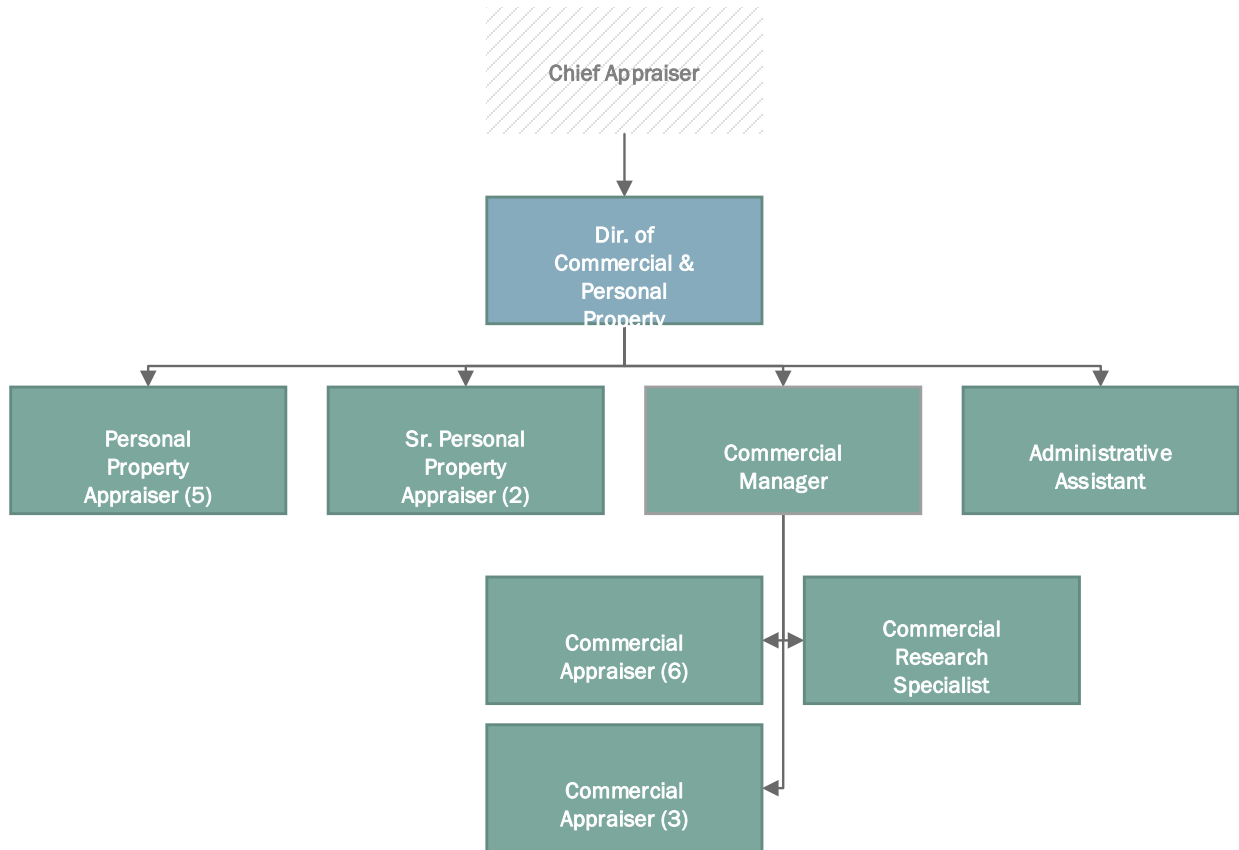 Chief Appraiser
Dir. of
Commercial &
Personal
Property
Personal
Property
Appraiser (5)
Sr. Personal
Property
Appraiser (2)
Commercial
Manager
Administrative
Assistant
Commercial
Appraiser (6)
Commercial
Research
Specialist
Commercial
Appraiser (3)